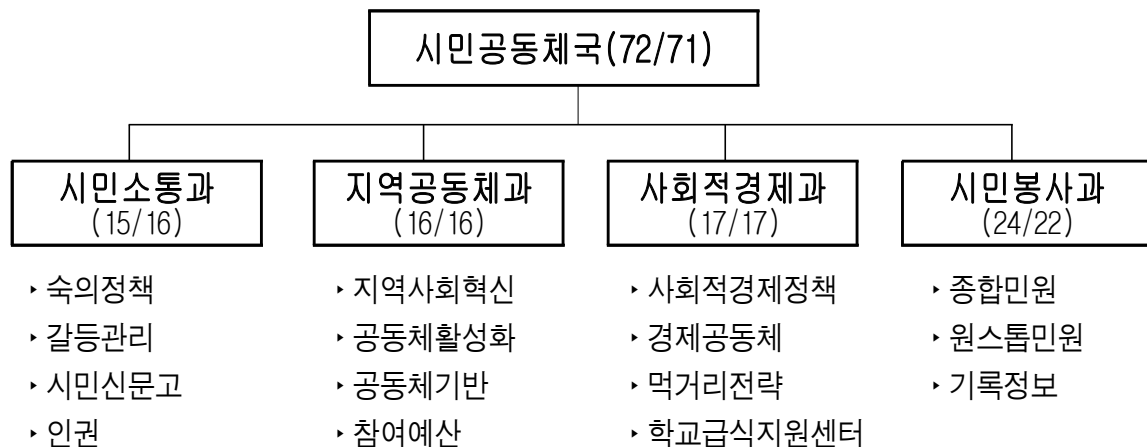 시민공동체국(72/71)
시민소통과
(15/16)
‣ 숙의정책
‣ 갈등관리
‣ 시민신문고
‣ 인권
지역공동체과
(16/16)
‣ 지역사회혁신
‣ 공동체활성화
‣ 공동체기반
‣ 참여예산
사회적경제과
(17/17)
‣ 사회적경제정책
‣ 경제공동체
‣ 먹거리전략
‣ 학교급식지원센터
시민봉사과
(24/22)
‣ 종합민원
‣ 원스톱민원
‣ 기록정보